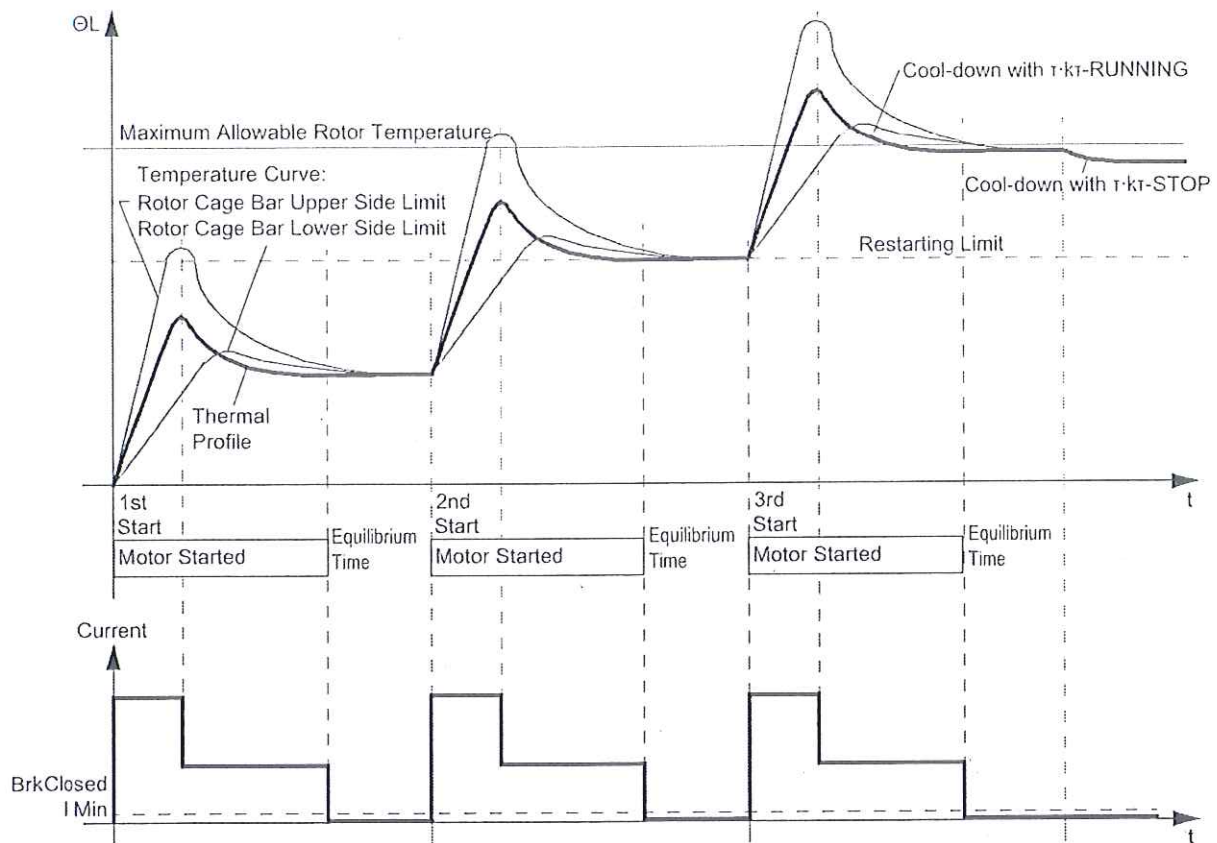 ΘL
Cool-down with τ·kτ-RUNNING
Maximum Allowable Rotor Temperature
Temperature Curve:
Rotor Cage Bar Upper Side Limit
Rotor Cage Bar Lower Side Limit
Cool-down with τ·kτ-STOP
Restarting Limit
Thermal
Profile
t
1st
Start
Motor Started
Equilibrium
Time
2nd
Start
Motor Started
Equilibrium
Time
3rd
Start
Motor Started
Equilibrium
Time
Current
BrkClosed
I Min
t